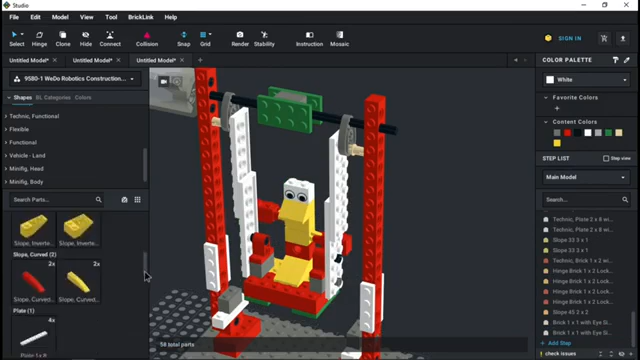 Studio
File Edit View Model Tool BrickLink Help
Select Hinge Clone Hide Connect Collision Snap Grid Render Stability Instruction Mosaic SIGN IN
Untitled Model* Untitled Model* Untitled Model*
9580-1 WeDo Robotics Construction...
Shapes BL Categories Colors
Technic, Functional
Flexible
Functional
Vehicle - Land
Minifig, Head
Minifig, Body
Search Parts...
Slope, Inverte... Slope, Inverte...
Slope, Curved (2)
2x 2x
Slope, Curved... Slope, Curved...
Plate (1)
4x
58 total parts
COLOR PALETTE
White
Favorite Colors
+
Content Colors
STEP LIST
Step view
Main Model
Search...
Technic, Plate 2 x 8 wi...
Technic, Plate 2 x 8 wi...
Slope 33 3 x 1
Slope 33 3 x 1
Technic, Brick 1 x 2 w...
Hinge Brick 1 x 2 Lock...
Hinge Brick 1 x 2 Lock...
Hinge Brick 1 x 2 Lock...
Hinge Brick 1 x 2 Lock...
Slope 45 2 x 2
Brick 1 x 1 with Eye Si...
Brick 1 x 1 with Eye Si...
+ Add Step
check issues